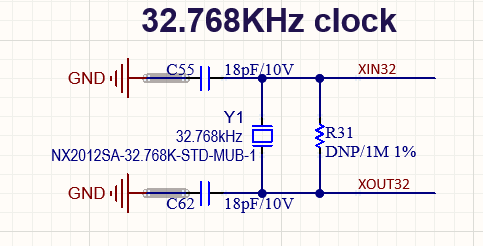 32.768KHz clock
C55 18pF/10V XIN32
GND
Y1
32.768kHz
NX2012SA-32.768K-STD-MUB-1
R31
DNP/1M 1%
XOUT32
GND
C62 18pF/10V